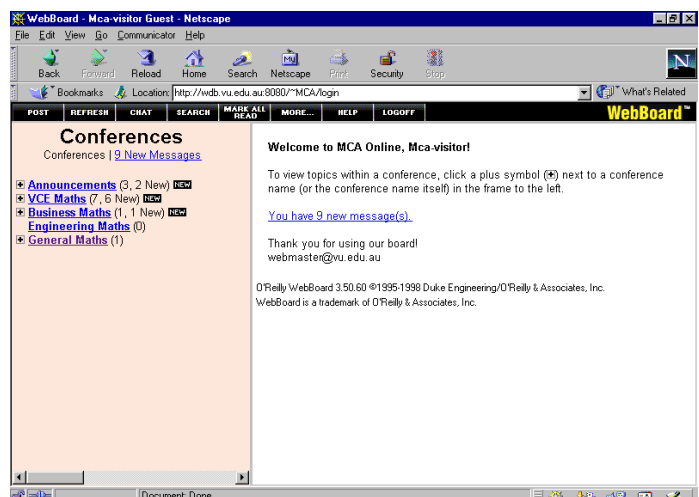 WebBoard - Mca-visitor Guest - Netscape
File Edit View Go Communicator Help
Back Forward Reload Home Search Netscape Print Security Stop
N
Bookmarks Location: http://wdb.vu.edu.au:8080/~MCA/login What's Related
POST REFRESH CHAT SEARCH MARK ALL READ MORE... HELP LOGOFF WebBoard™
Conferences
Conferences | 9 New Messages
Announcements (3, 2 New) NEW
VCE Maths (7, 6 New) NEW
Business Maths (1, 1 New) NEW
Engineering Maths (0)
General Maths (1)
Welcome to MCA Online, Mca-visitor!
To view topics within a conference, click a plus symbol (+) next to a conference
name (or the conference name itself) in the frame to the left.
You have 9 new message(s).
Thank you for using our board!
webmaster@vu.edu.au
O'Reilly WebBoard 3.50.60 ©1995-1998 Duke Engineering/O'Reilly & Associates, Inc.
WebBoard is a trademark of O'Reilly & Associates, Inc.
Document: Done